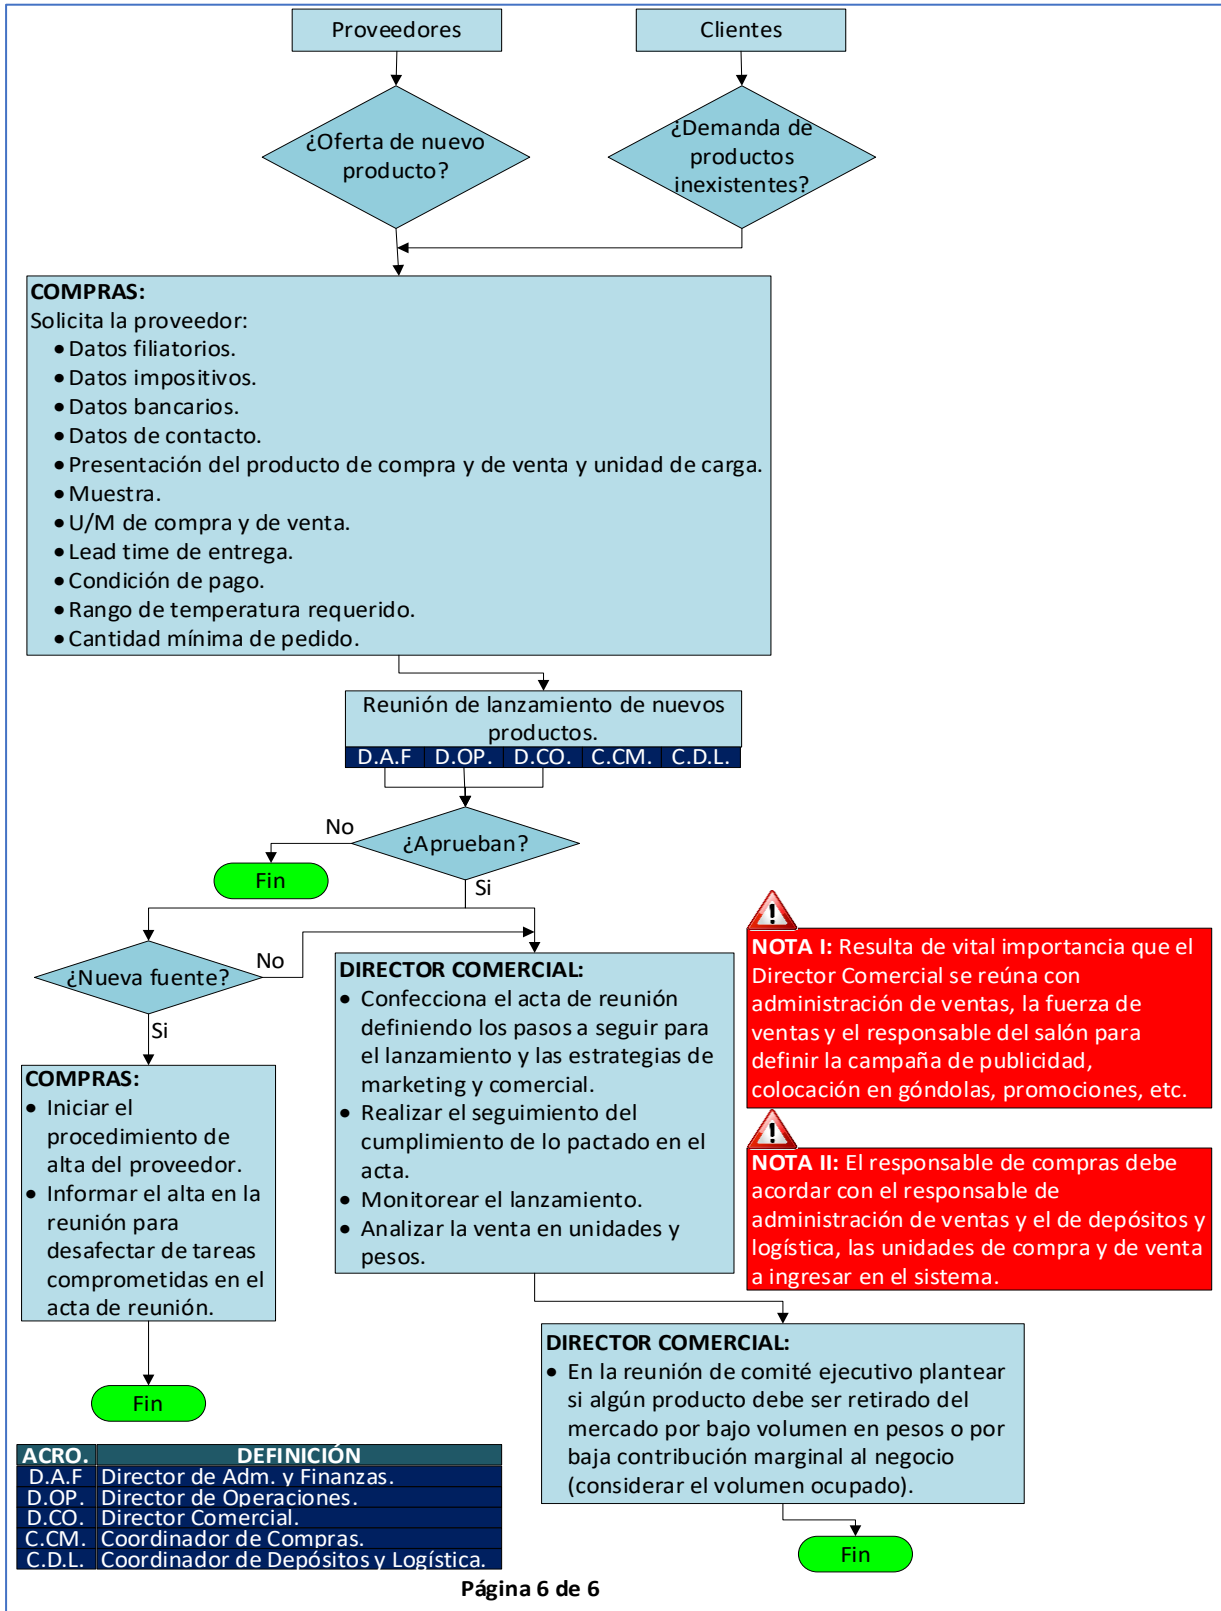 Proveedores
Clientes
¿Oferta de nuevo
producto?
¿Demanda de
productos
inexistentes?
COMPRAS:
Solicita la proveedor:
• Datos filiatorios.
• Datos impositivos.
• Datos bancarios.
• Datos de contacto.
• Presentación del producto de compra y de venta y unidad de carga.
• Muestra.
• U/M de compra y de venta.
• Lead time de entrega.
• Condición de pago.
• Rango de temperatura requerido.
• Cantidad mínima de pedido.
Reunión de lanzamiento de nuevos
productos.
D.A.F D.OP. D.CO. C.CM. C.D.L.
¿Aprueban?
No
Fin
Si
¿Nueva fuente?
No
Si
COMPRAS:
• Iniciar el
procedimiento de
alta del proveedor.
• Informar el alta en la
reunión para
desafectar de tareas
comprometidas en el
acta de reunión.
Fin
DIRECTOR COMERCIAL:
• Confecciona el acta de reunión
definiendo los pasos a seguir para
el lanzamiento y las estrategias de
marketing y comercial.
• Realizar el seguimiento del
cumplimiento de lo pactado en el
acta.
• Monitorear el lanzamiento.
• Analizar la venta en unidades y
pesos.
NOTA I: Resulta de vital importancia que el
Director Comercial se reúna con
administración de ventas, la fuerza de
ventas y el responsable del salón para
definir la campaña de publicidad,
colocación en góndolas, promociones, etc.
NOTA II: El responsable de compras debe
acordar con el responsable de
administración de ventas y el de depósitos y
logística, las unidades de compra y de venta
a ingresar en el sistema.
DIRECTOR COMERCIAL:
• En la reunión de comité ejecutivo plantear
si algún producto debe ser retirado del
mercado por bajo volumen en pesos o por
baja contribución marginal al negocio
(considerar el volumen ocupado).
Fin
ACRO. DEFINICIÓN
D.A.F Director de Adm. y Finanzas.
D.OP. Director de Operaciones.
D.CO. Director Comercial.
C.CM. Coordinador de Compras.
C.D.L. Coordinador de Depósitos y Logística.
Página 6 de 6